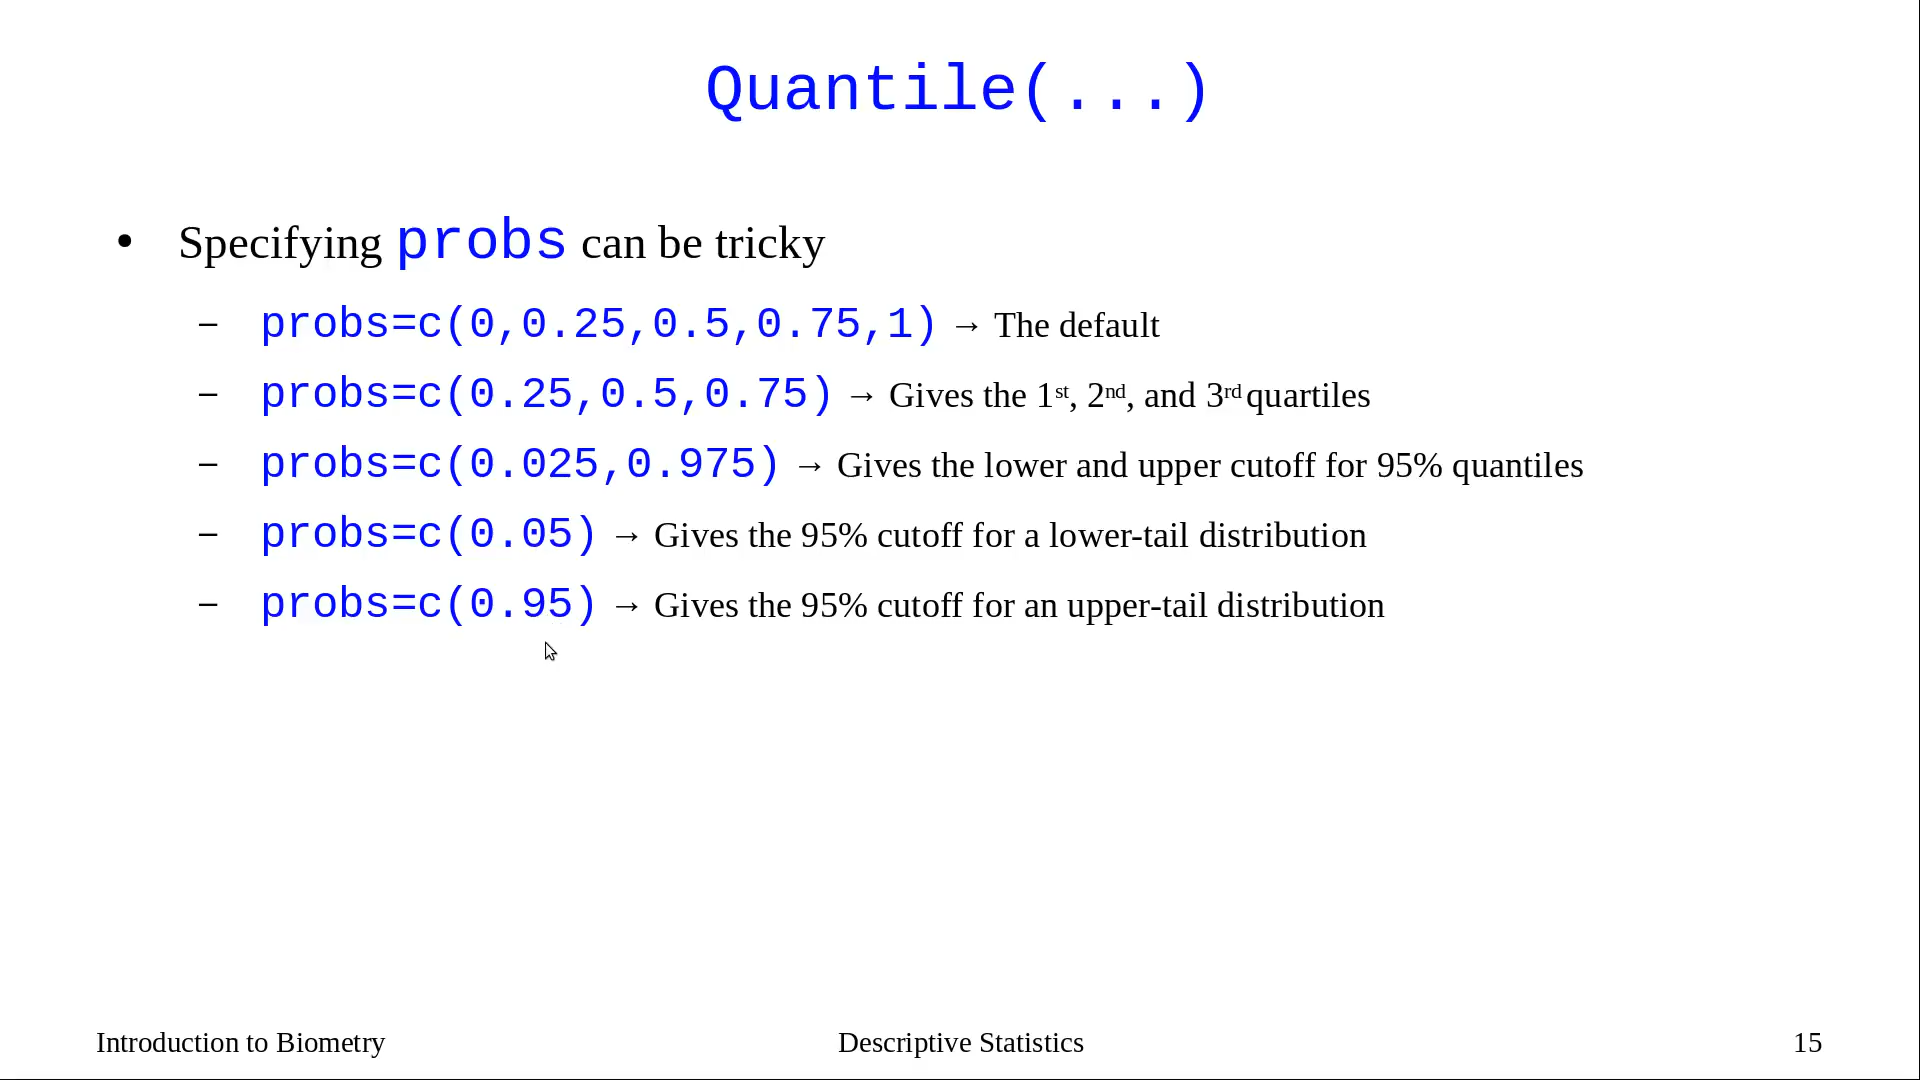 Quantile(...)
• Specifying probs can be tricky
– probs=c(0,0.25,0.5,0.75,1) → The default
– probs=c(0.25,0.5,0.75) → Gives the 1st, 2nd, and 3rd quartiles
– probs=c(0.025,0.975) → Gives the lower and upper cutoff for 95% quantiles
– probs=c(0.05) → Gives the 95% cutoff for a lower-tail distribution
– probs=c(0.95) → Gives the 95% cutoff for an upper-tail distribution
Introduction to Biometry
Descriptive Statistics
15